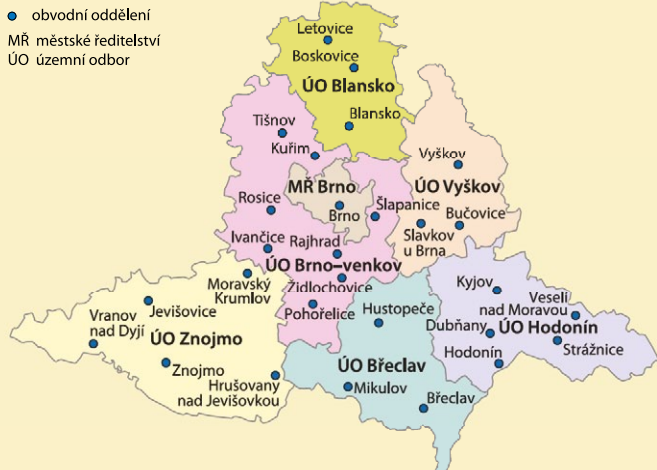 obvodní oddělení
MŘ městské ředitelství
ÚO územní odbor
Letovice
Boskovice
ÚO Blansko
Blansko
Tišnov
Kuřim
Vyškov
MŘ Brno
ÚO Vyškov
Rosice
Brno
Šlapanice
Bučovice
Slavkov
u Brna
Ivančice
Rajhrad
ÚO Brno–venkov
Moravský
Krumlov
Židlochovice
Kyjov
Veselí
nad Moravou
Jevišovice
Pohořelice
Hustopeče
Vranov
nad Dyjí
Dubňany
ÚO Hodonín
ÚO Znojmo
Strážnice
Hodonín
Znojmo
ÚO Břeclav
Hrušovany
nad Jevišovkou
Mikulov
Břeclav